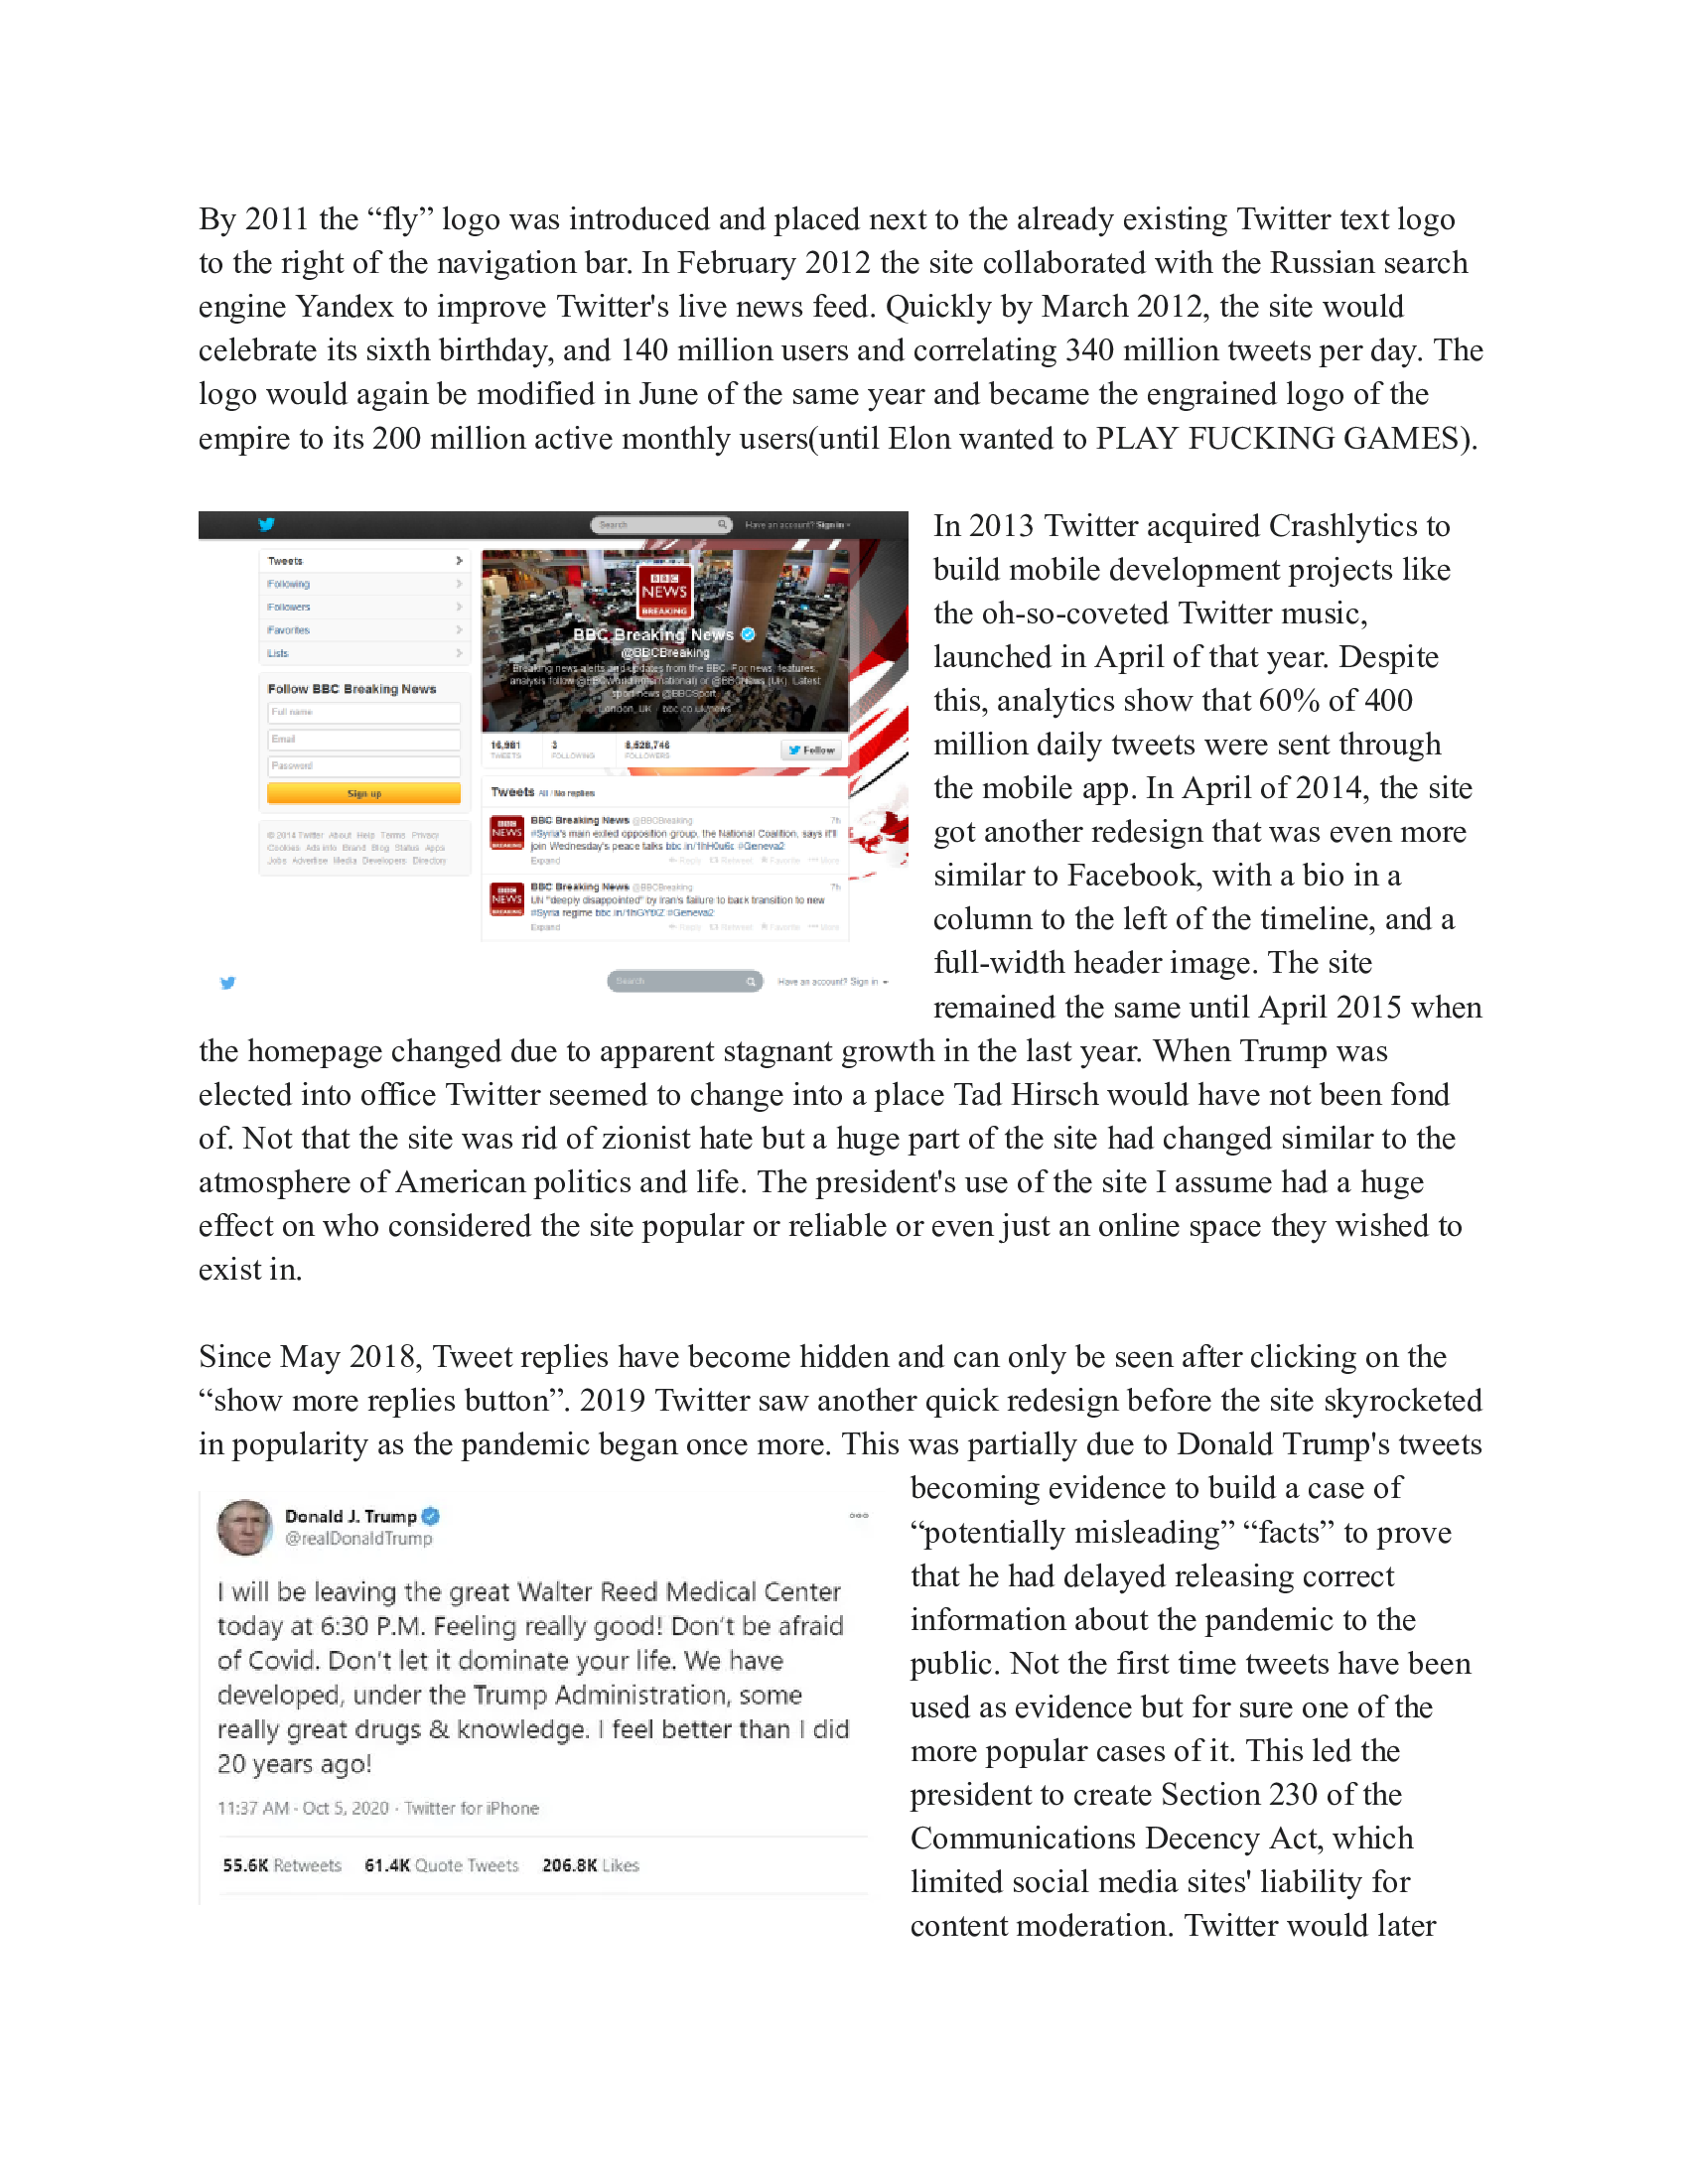 By 2011 the “fly” logo was introduced and placed next to the already existing Twitter text logo
to the right of the navigation bar. In February 2012 the site collaborated with the Russian search
engine Yandex to improve Twitter's live news feed. Quickly by March 2012, the site would
celebrate its sixth birthday, and 140 million users and correlating 340 million tweets per day. The
logo would again be modified in June of the same year and became the engrained logo of the
empire to its 200 million active monthly users(until Elon wanted to PLAY FUCKING GAMES).
Search
Have an account? Sign in
Tweets
Following
Followers
Favorites
Lists
Follow BBC Breaking News
Full name
Email
Password
Sign up
© 2014 Twitter About Help Terms Privacy
Cookies Ads info Brand Blog Status Apps
Jobs Advertise Media Developers Directory
BBC
NEWS
BREAKING
BBC Breaking News
@BBCBreaking
Breaking news alerts and updates from the BBC. For news, features,
analysis follow @BBCWorld (international) or @BBCNews (UK). Latest
sport news @BBCSport.
London, UK bbc.co.uk/news
16,981 3 8,628,746
TWEETS FOLLOWING FOLLOWERS
Follow
Tweets All / No replies
BBC Breaking News @BBCBreaking 7h
#Syria's main exiled opposition group, the National Coalition, says it'll
join Wednesday's peace talks #Geneva2
Expand Reply Retweet Favorite More
BBC Breaking News @BBCBreaking 7h
UN "deeply disappointed" by Iran's failure to back transition to new
#Syria regime #Geneva2
Expand Reply Retweet Favorite More
Search
Have an account? Sign in
In 2013 Twitter acquired Crashlytics to
build mobile development projects like
the oh-so-coveted Twitter music,
launched in April of that year. Despite
this, analytics show that 60% of 400
million daily tweets were sent through
the mobile app. In April of 2014, the site
got another redesign that was even more
similar to Facebook, with a bio in a
column to the left of the timeline, and a
full-width header image. The site
remained the same until April 2015 when
the homepage changed due to apparent stagnant growth in the last year. When Trump was
elected into office Twitter seemed to change into a place Tad Hirsch would have not been fond
of. Not that the site was rid of zionist hate but a huge part of the site had changed similar to the
atmosphere of American politics and life. The president's use of the site I assume had a huge
effect on who considered the site popular or reliable or even just an online space they wished to
exist in.
Since May 2018, Tweet replies have become hidden and can only be seen after clicking on the
“show more replies button”. 2019 Twitter saw another quick redesign before the site skyrocketed
in popularity as the pandemic began once more. This was partially due to Donald Trump's tweets
becoming evidence to build a case of
“potentially misleading” “facts” to prove
that he had delayed releasing correct
information about the pandemic to the
public. Not the first time tweets have been
used as evidence but for sure one of the
more popular cases of it. This led the
president to create Section 230 of the
Communications Decency Act, which
limited social media sites' liability for
content moderation. Twitter would later
Donald J. Trump
@realDonaldTrump
I will be leaving the great Walter Reed Medical Center
today at 6:30 P.M. Feeling really good! Don't be afraid
of Covid. Don't let it dominate your life. We have
developed, under the Trump Administration, some
really great drugs & knowledge. I feel better than I did
20 years ago!
11:37 AM · Oct 5, 2020 · Twitter for iPhone
55.6K Retweets 61.4K Quote Tweets 206.8K Likes